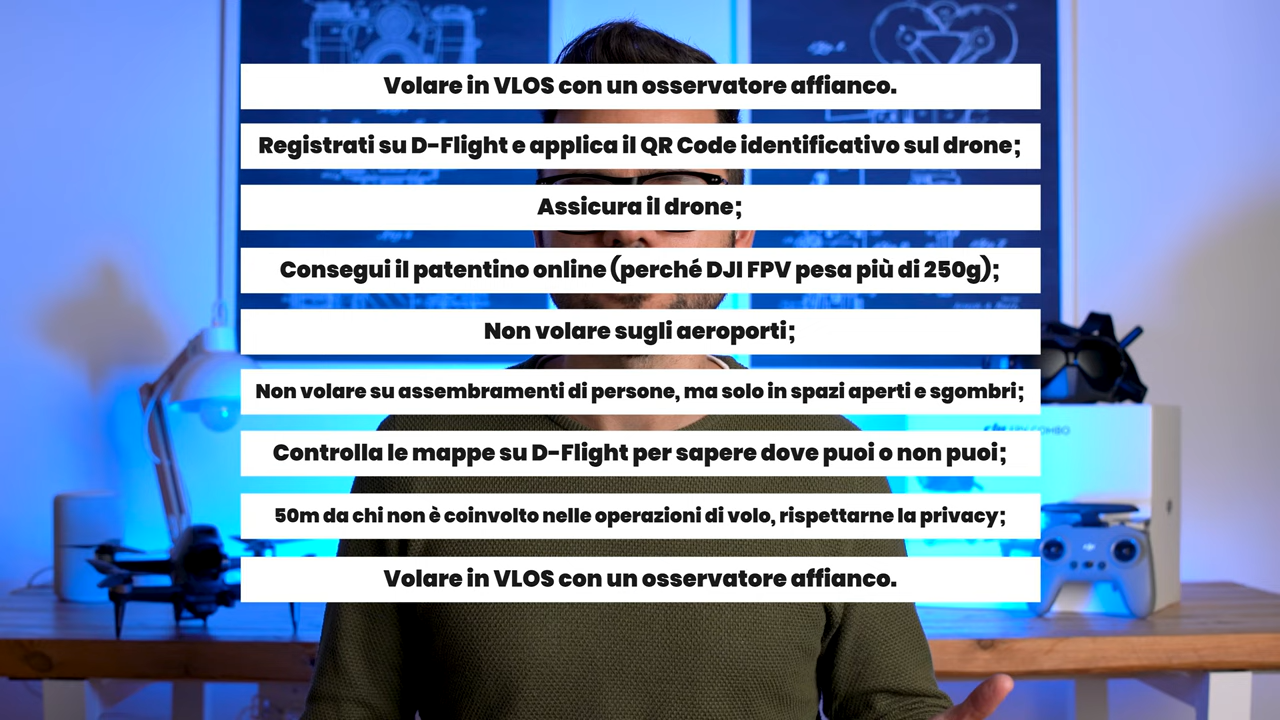 Volare in VLOS con un osservatore affianco.
Registrati su D-Flight e applica il QR Code identificativo sul drone;
Assicura il drone;
Consegui il patentino online (perché DJI FPV pesa più di 250g);
Non volare sugli aeroporti;
Non volare su assembramenti di persone, ma solo in spazi aperti e sgombri;
Controlla le mappe su D-Flight per sapere dove puoi o non puoi;
50m da chi non è coinvolto nelle operazioni di volo, rispettarne la privacy;
Volare in VLOS con un osservatore affianco.